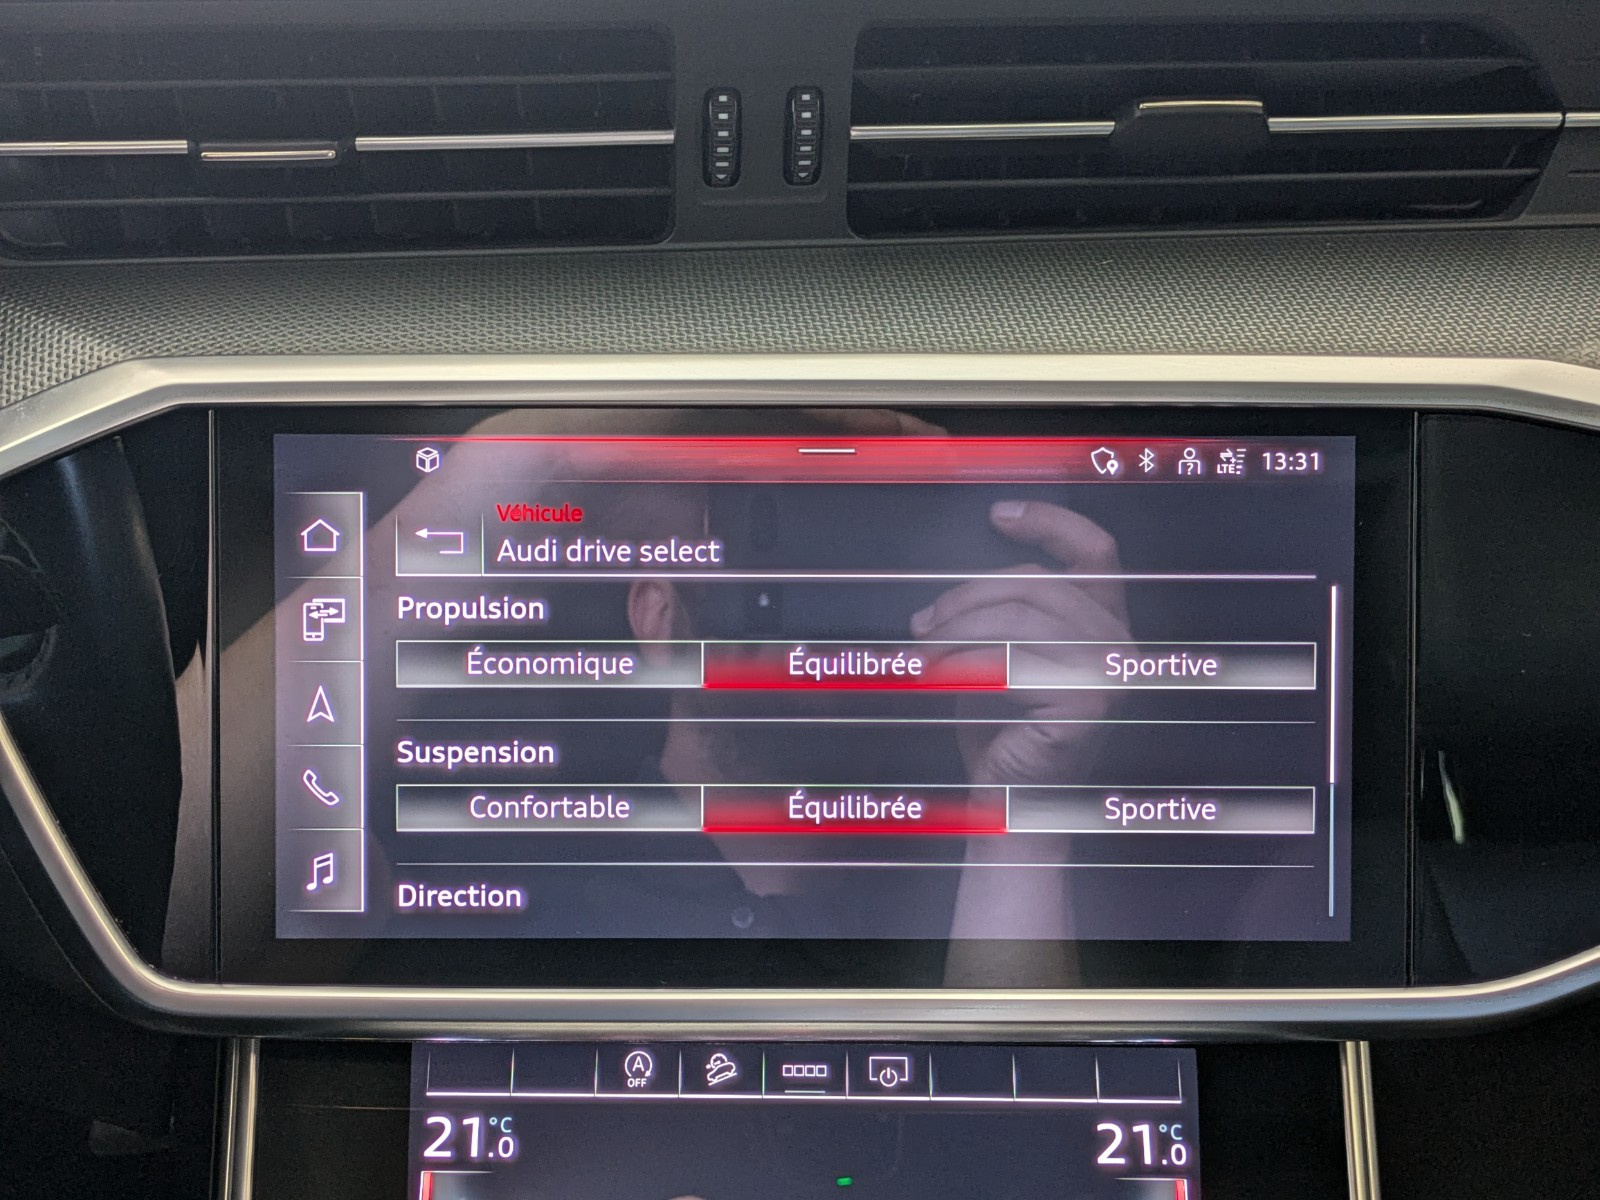 LTE 13:31
Véhicule
Audi drive select
Propulsion
Économique Équilibrée Sportive
Suspension
Confortable Équilibrée Sportive
Direction
A
OFF
21.0 °C 21.0 °C